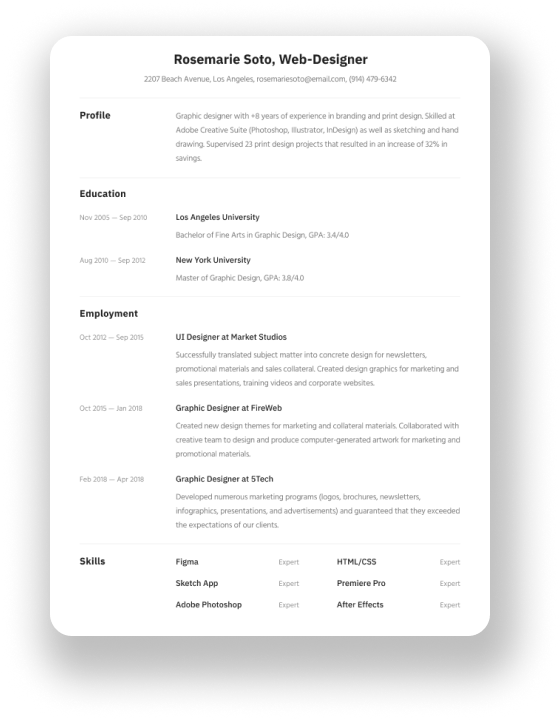 Rosemarie Soto, Web-Designer
2207 Beach Avenue, Los Angeles, rosemariesoto@email.com, (914) 479-6342
Profile
Graphic designer with +8 years of experience in branding and print design. Skilled at
Adobe Creative Suite (Photoshop, Illustrator, InDesign) as well as sketching and hand
drawing. Supervised 23 print design projects that resulted in an increase of 32% in
savings.
Education
Nov 2005 — Sep 2010 Los Angeles University
Bachelor of Fine Arts in Graphic Design, GPA: 3.4/4.0
Aug 2010 — Sep 2012 New York University
Master of Graphic Design, GPA: 3.8/4.0
Employment
Oct 2012 — Sep 2015 UI Designer at Market Studios
Successfully translated subject matter into concrete design for newsletters,
promotional materials and sales collateral. Created design graphics for marketing and
sales presentations, training videos and corporate websites.
Oct 2015 — Jan 2018 Graphic Designer at FireWeb
Created new design themes for marketing and collateral materials. Collaborated with
creative team to design and produce computer-generated artwork for marketing and
promotional materials.
Feb 2018 — Apr 2018 Graphic Designer at 5Tech
Developed numerous marketing programs (logos, brochures, newsletters,
infographics, presentations, and advertisements) and guaranteed that they exceeded
the expectations of our clients.
Skills
Figma Expert HTML/CSS Expert
Sketch App Expert Premiere Pro Expert
Adobe Photoshop Expert After Effects Expert